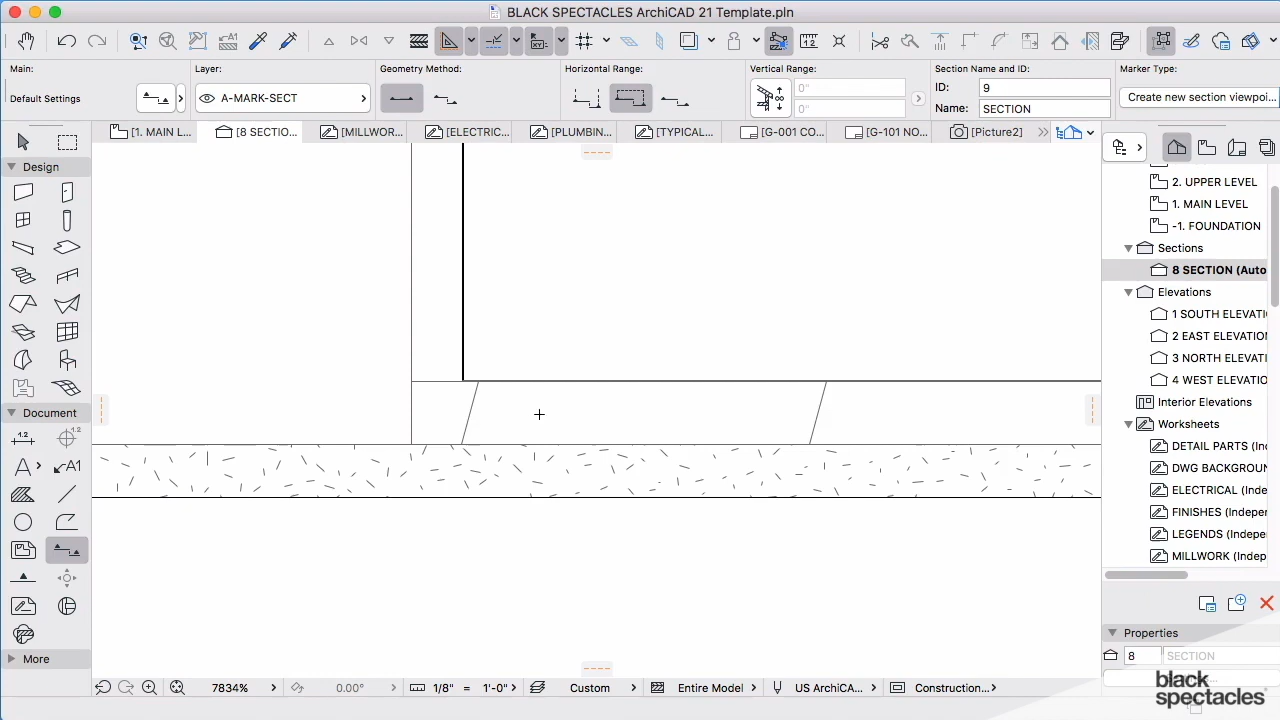 BLACK SPECTACLES ArchiCAD 21 Template.pln
Main:
Default Settings
Layer:
A-MARK-SECT
Geometry Method:
Horizontal Range:
Vertical Range:
0"
0"
Section Name and ID:
ID: 9
Name: SECTION
Marker Type:
Create new section viewpoi...
[1. MAIN L...
[8 SECTIO...
[MILLWOR...
[ELECTRIC...
[PLUMBIN...
[TYPICAL...
[G-001 CO...
[G-101 NO...
[Picture2]
Design
Document
More
2. UPPER LEVEL
1. MAIN LEVEL
-1. FOUNDATION
Sections
8 SECTION (Auto
Elevations
1 SOUTH ELEVATI
2 EAST ELEVATIO
3 NORTH ELEVATI
4 WEST ELEVATIO
Interior Elevations
Worksheets
DETAIL PARTS (Ind
DWG BACKGROUN
ELECTRICAL (Inde
FINISHES (Indepe
LEGENDS (Indepe
MILLWORK (Indep
Properties
8 SECTION
7834%
0.00°
1/8" = 1'-0"
Custom
Entire Model
US ArchiCA...
Construction...
black
spectacles